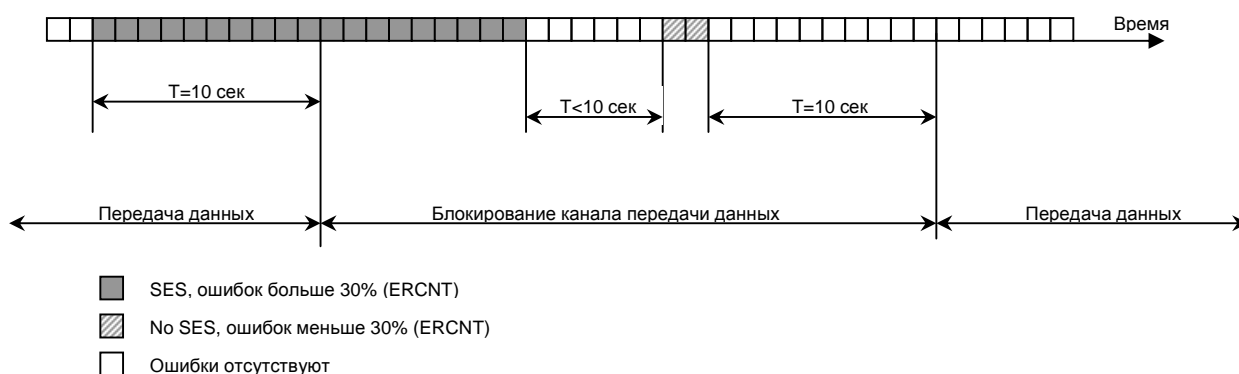 Время
T=10 сек
T<10 сек
T=10 сек
Передача данных
Блокирование канала передачи данных
Передача данных
SES, ошибок больше 30% (ERCNT)
No SES, ошибок меньше 30% (ERCNT)
Ошибки отсутствуют